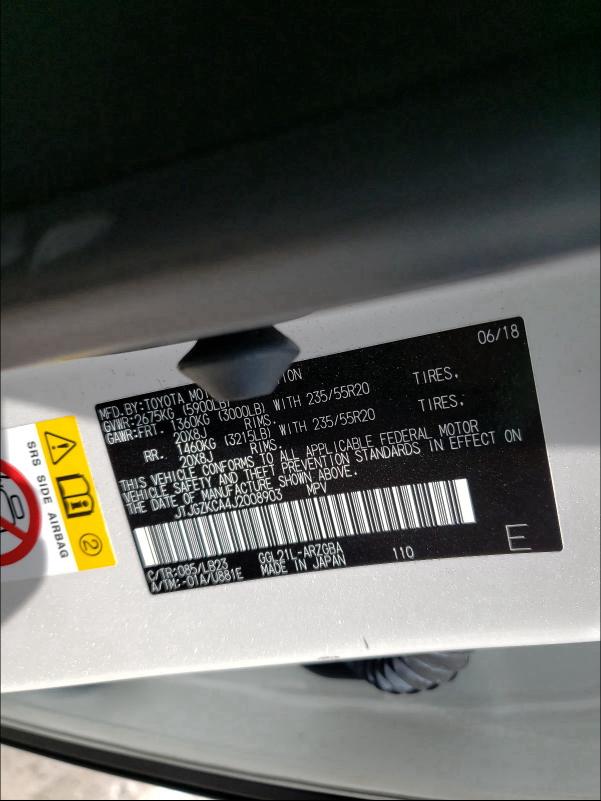 06/18
MFD.BY:TOYOTA MOT TION
GVWR:2675KG (5900LB)
GAWR:FRT. 1360KG (3000LB) WITH 235/55R20 TIRES.
20X8J RIMS.
RR. 1460KG (3215LB) WITH 235/55R20 TIRES.
20X8J RIMS.
THIS VEHICLE CONFORMS TO ALL APPLICABLE FEDERAL MOTOR
VEHICLE SAFETY AND THEFT PREVENTION STANDARDS IN EFFECT ON
THE DATE OF MANUFACTURE SHOWN ABOVE.
JTJGZKCA4J2008903 MPV
C/TR:085/LB23 GGL21L-ARZGBA 110
A/TM:-01A/U881E MADE IN JAPAN
E
SRS SIDE AIRBAG
2